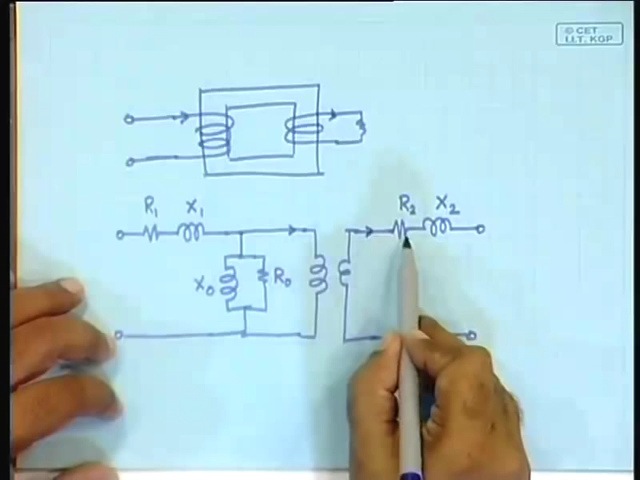 © CET
I.I.T. KGP
R₁ X₁ R₂ X₂
X₀ R₀